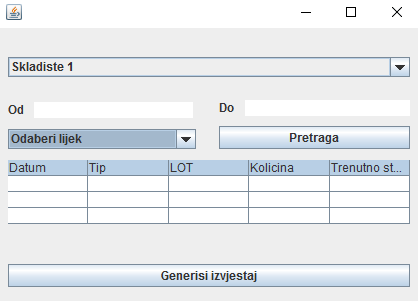 Skladiste 1
Od
Do
Odaberi lijek
Pretraga
Datum Tip LOT Kolicina Trenutno st...
Generisi izvjestaj